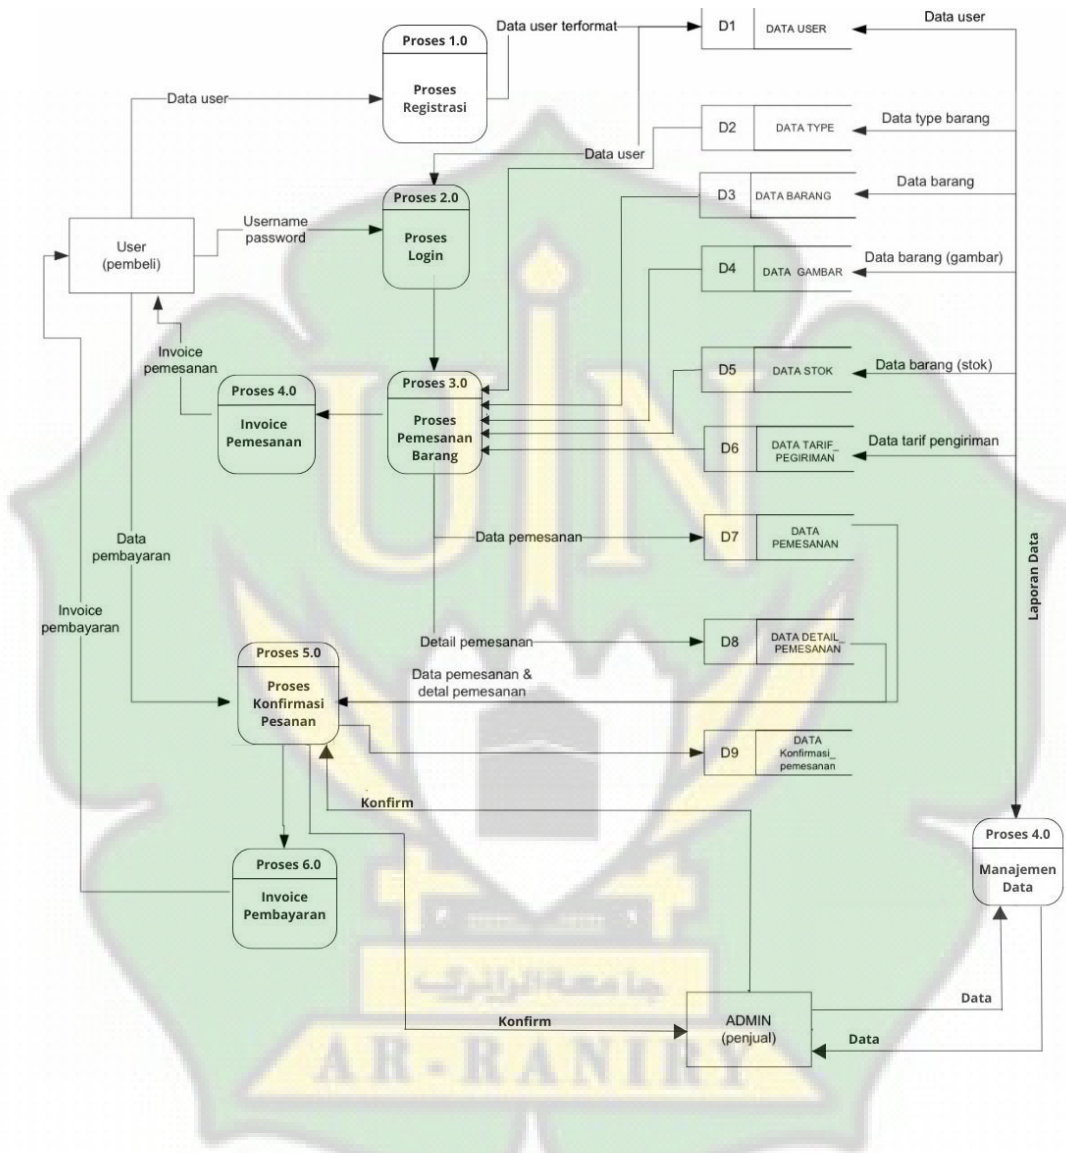 Proses 1.0
Proses
Registrasi
Data user terformat
D1
DATA USER
Data user
Data user
D2
DATA TYPE
Data type barang
Data user
Proses 2.0
Proses
Login
D3
DATA BARANG
Data barang
User
(pembeli)
Username
password
D4
DATA GAMBAR
Data barang (gambar)
Invoice
pemesanan
Proses 4.0
Invoice
Pemesanan
Proses 3.0
Proses
Pemesanan
Barang
D5
DATA STOK
Data barang (stok)
D6
DATA TARIF_
PEGIRIMAN
Data tarif pengiriman
UIN
Data
pembayaran
Data pemesanan
D7
DATA
PEMESANAN
Laporan Data
Invoice
pembayaran
Detail pemesanan
D8
DATA DETAIL_
PEMESANAN
Proses 5.0
Proses
Konfirmasi
Pesanan
Data pemesanan &
detal pemesanan
D9
DATA
Konfirmasi_
pemesanan
Konfirm
Proses 6.0
Invoice
Pembayaran
Proses 4.0
Manajemen
Data
جامعة الرانري
Konfirm
ADMIN
(penjual)
Data
Data
AR-RANIRY